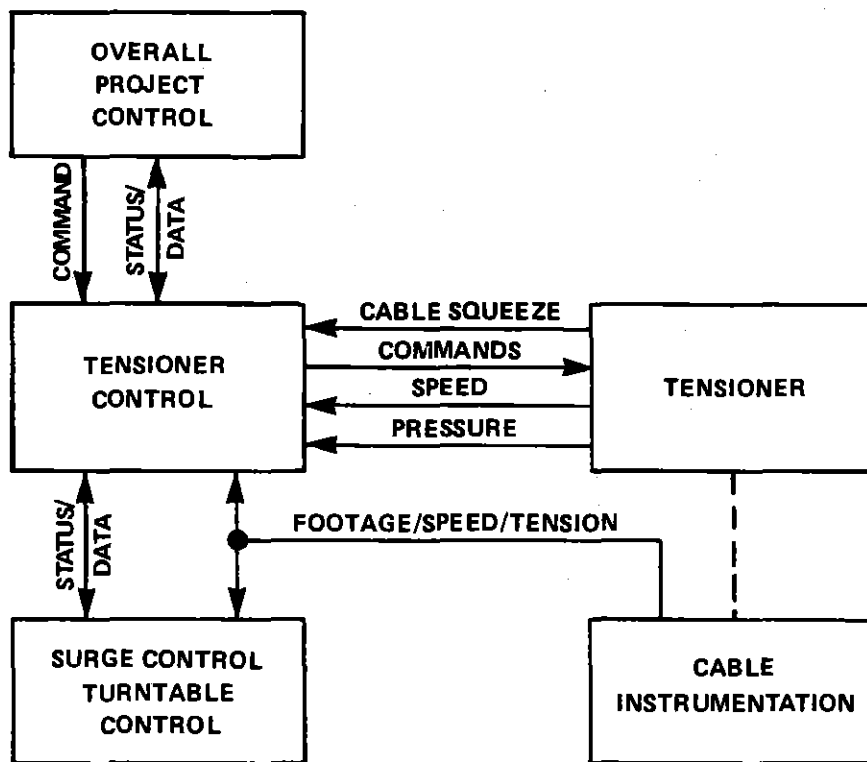 OVERALL
PROJECT
CONTROL
COMMAND
STATUS/
DATA
TENSIONER
CONTROL
CABLE SQUEEZE
COMMANDS
SPEED
PRESSURE
TENSIONER
STATUS/
DATA
FOOTAGE/SPEED/TENSION
SURGE CONTROL
TURNTABLE
CONTROL
CABLE
INSTRUMENTATION